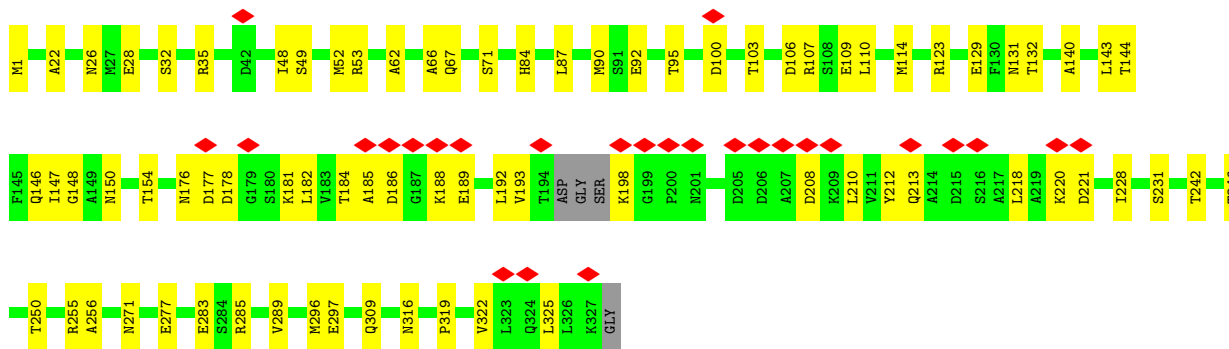 M1 A22 N26 M27 E28 S32 R35 D42 I48 S49 M52 R53 A62 A66 Q67 S71 H84 L87 M90 S91 E92 T95 D100 T103 D106 R107 S108 E109 L110 M114 R123 E129 F130 N131 T132 A140 L143 T144
F145 Q146 I147 G148 A149 N150 T154 N176 D177 D178 G179 S180 K181 L182 V183 T184 A185 D186 G187 K188 E189 L192 V193 T194 ASP GLY SER K198 G199 P200 N201 D205 D206 A207 D208 K209 L210 V211 Y212 Q213 A214 D215 S216 A217 L218 A219 K220 D221 I228 S231 T242
T250 R255 A256 N271 E277 E283 S284 R285 V289 M296 E297 Q309 N316 P319 V322 L323 Q324 L325 L326 K327 GLY